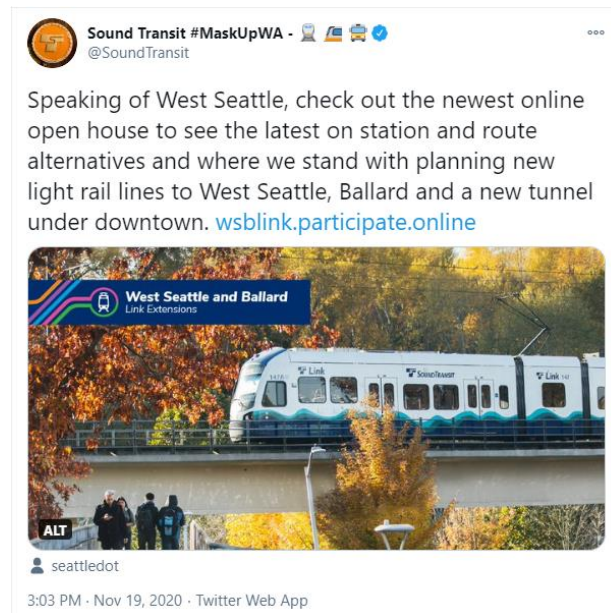 Sound Transit #MaskUpWA - 🚆 🚈 🚍
@SoundTransit
Speaking of West Seattle, check out the newest online
open house to see the latest on station and route
alternatives and where we stand with planning new
light rail lines to West Seattle, Ballard and a new tunnel
under downtown. wsblink.participate.online
West Seattle and Ballard
Link Extensions
Link
SOUNDTRANSIT
Link
ALT
seattledot
3:03 PM · Nov 19, 2020 · Twitter Web App